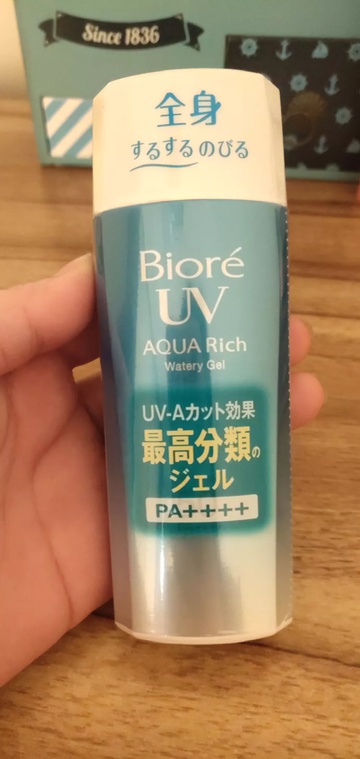 Since 1836
全身
するする のびる
Bioré
UV
AQUA Rich
Watery Gel
UV-Aカット効果
最高分類の
ジェル
PA++++